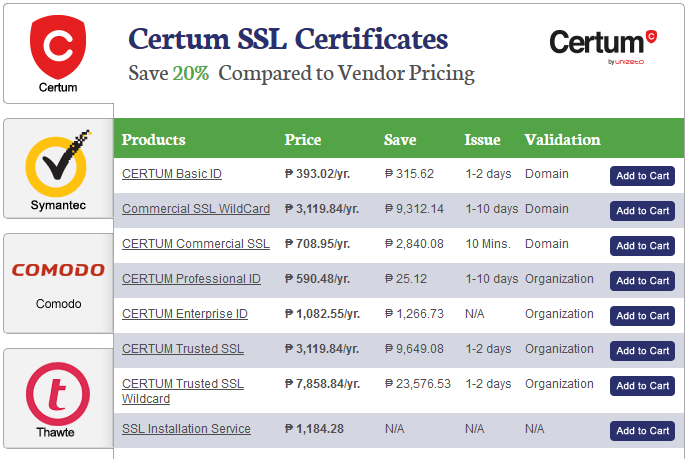 Certum
Certum SSL Certificates
Save 20% Compared to Vendor Pricing
Certum
by unizeto
Symantec
COMODO
Comodo
t
Thawte
Products Price Save Issue Validation
CERTUM Basic ID ₱ 393.02/yr. ₱ 315.62 1-2 days Domain Add to Cart
Commercial SSL WildCard ₱ 3,119.84/yr. ₱ 9,312.14 1-10 days Domain Add to Cart
CERTUM Commercial SSL ₱ 708.95/yr. ₱ 2,840.08 10 Mins. Domain Add to Cart
CERTUM Professional ID ₱ 590.48/yr. ₱ 25.12 1-10 days Organization Add to Cart
CERTUM Enterprise ID ₱ 1,082.55/yr. ₱ 1,266.73 N/A Organization Add to Cart
CERTUM Trusted SSL ₱ 3,119.84/yr. ₱ 9,649.08 1-2 days Organization Add to Cart
CERTUM Trusted SSL ₱ 7,858.84/yr. ₱ 23,576.53 1-2 days Organization Add to Cart
Wildcard
SSL Installation Service ₱ 1,184.28 N/A N/A N/A Add to Cart